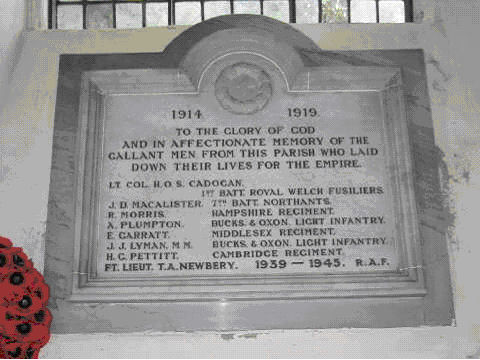 1914 1919.
TO THE GLORY OF GOD
AND IN AFFECTIONATE MEMORY OF THE
GALLANT MEN FROM THIS PARISH WHO LAID
DOWN THEIR LIVES FOR THE EMPIRE.
LT. COL. H.O.S. CADOGAN.
1ST BATT. ROYAL WELCH FUSILIERS.
J. D. MACALISTER. 7TH BATT. NORTHANTS.
R. MORRIS. HAMPSHIRE REGIMENT.
A. PLUMPTON. BUCKS. & OXON. LIGHT INFANTRY.
E. GARRATT. MIDDLESEX REGIMENT.
J. J. LYMAN, M M. BUCKS. & OXON. LIGHT INFANTRY.
H. G. PETTITT. CAMBRIDGE REGIMENT.
FT. LIEUT. T.A. NEWBERY. 1939 — 1945. R.A.F.